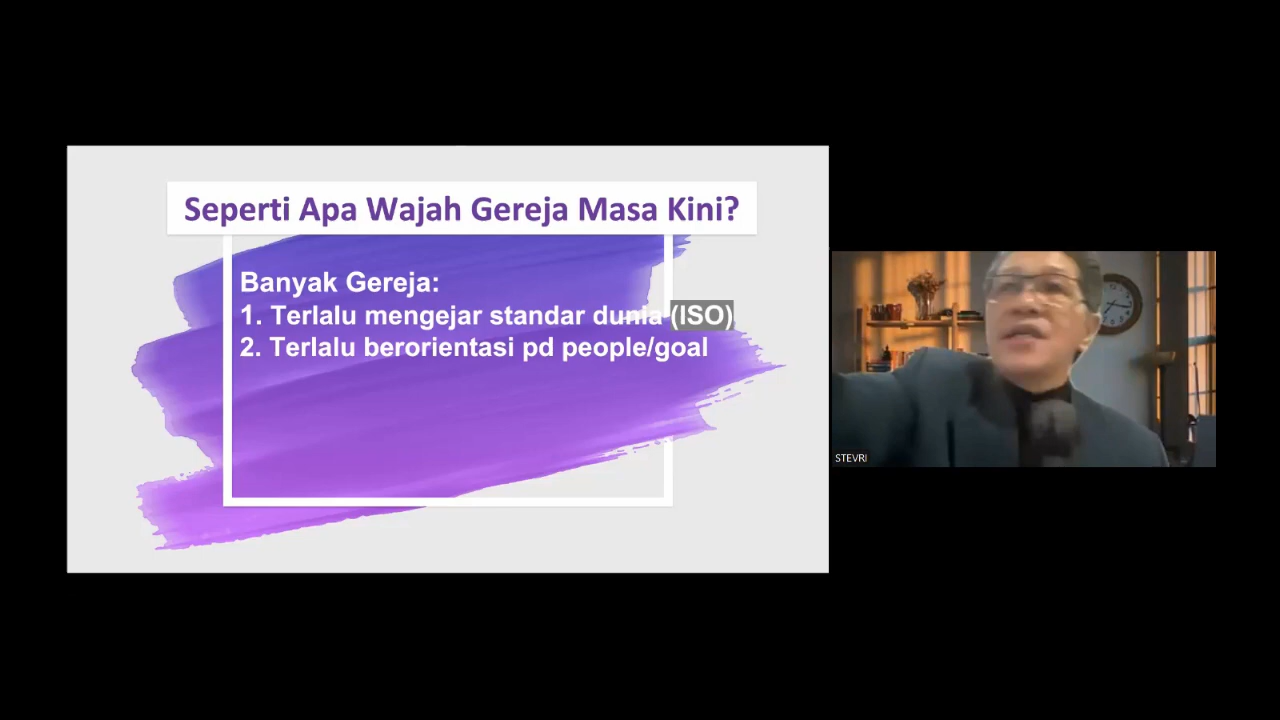 Seperti Apa Wajah Gereja Masa Kini?
Banyak Gereja:
1. Terlalu mengejar standar dunia (ISO)
2. Terlalu berorientasi pd people/goal
STEVRI